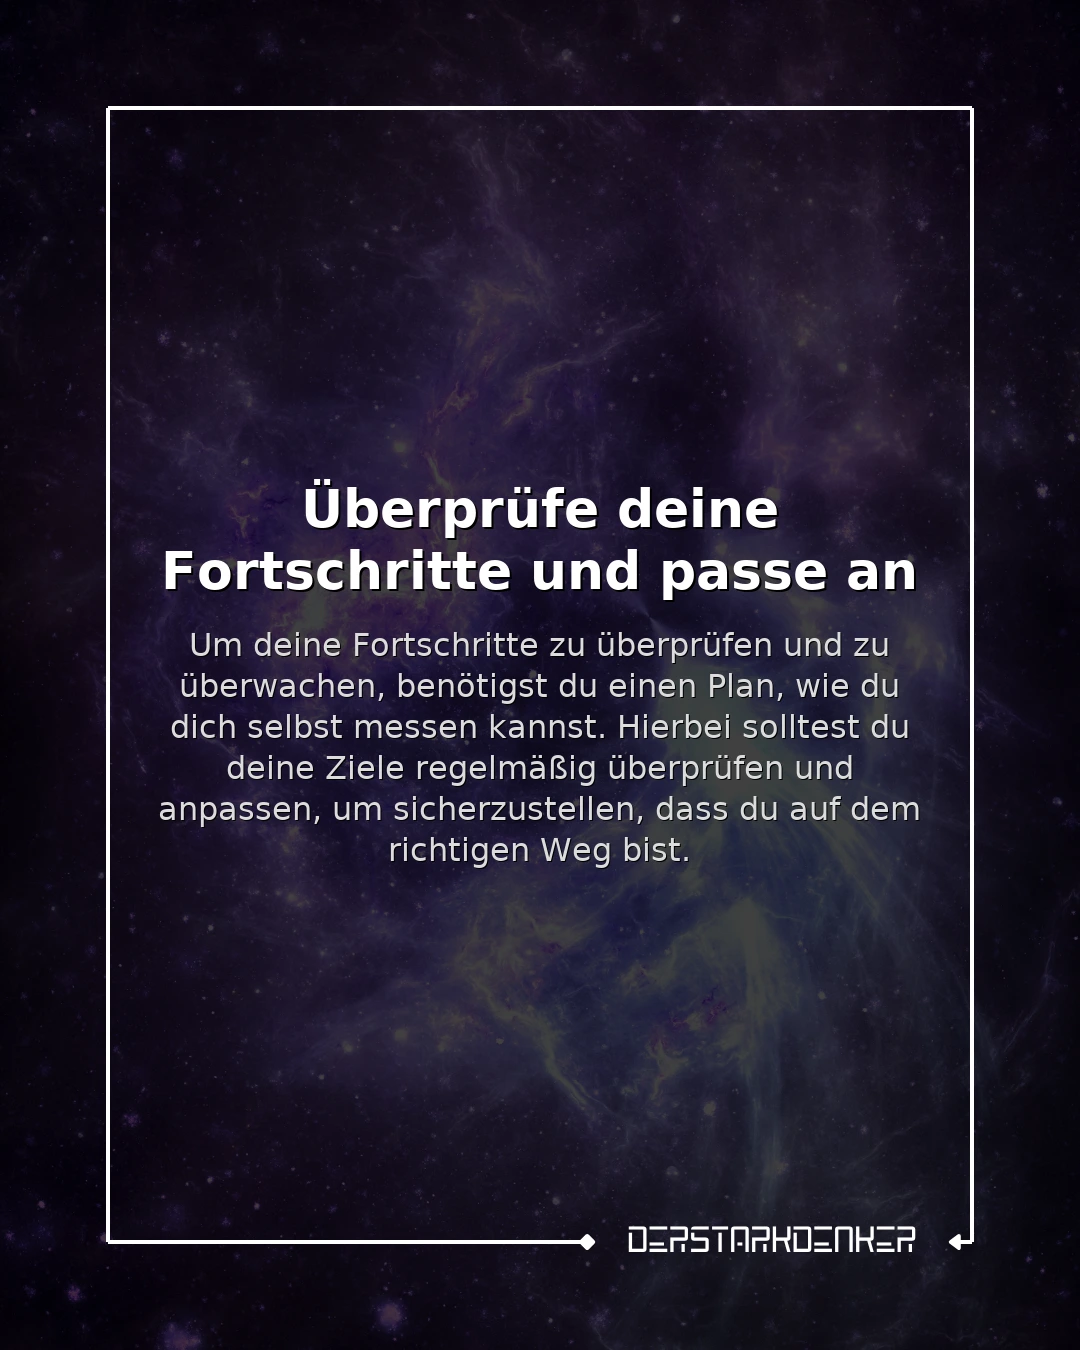 Überprüfe deine
Fortschritte und passe an
Um deine Fortschritte zu überprüfen und zu
überwachen, benötigst du einen Plan, wie du
dich selbst messen kannst. Hierbei solltest du
deine Ziele regelmäßig überprüfen und
anpassen, um sicherzustellen, dass du auf dem
richtigen Weg bist.
DERSTARKDENKER